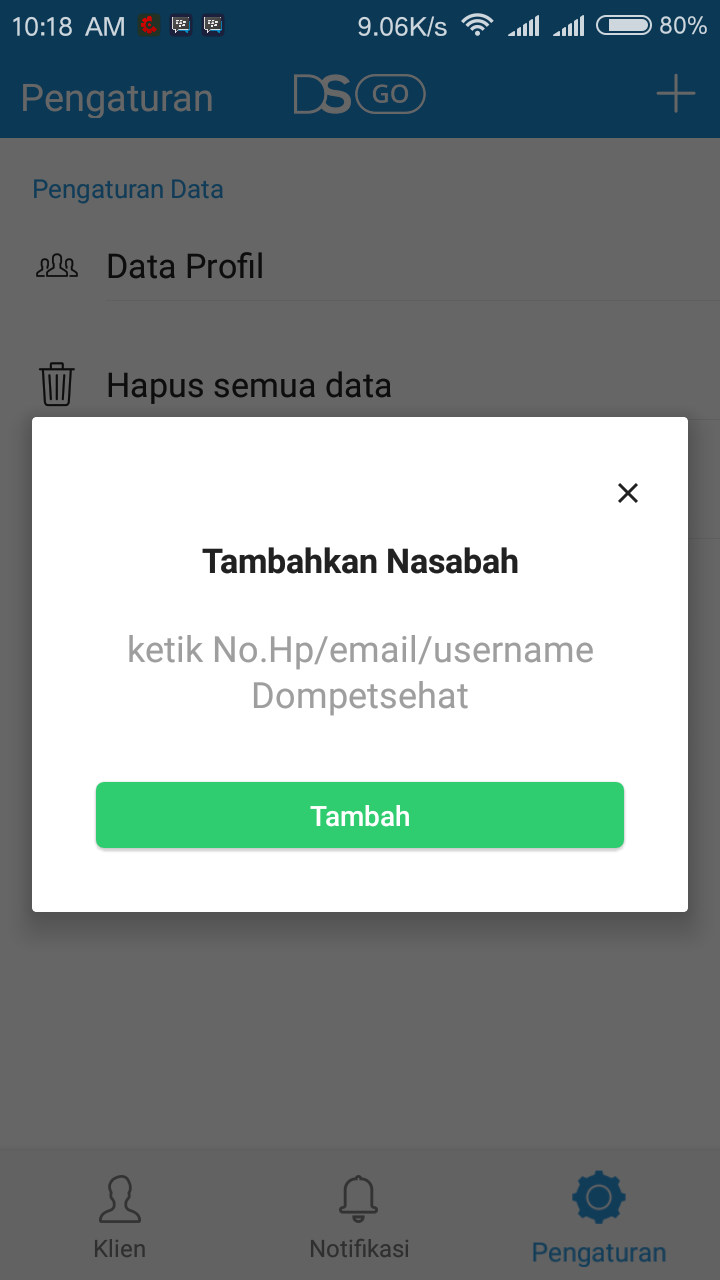 10:18 AM 9.06K/s 80%
Pengaturan DS GO
Pengaturan Data
Data Profil
Hapus semua data
Tambahkan Nasabah
ketik No.Hp/email/username
Dompetsehat
Tambah
Klien Notifikasi Pengaturan